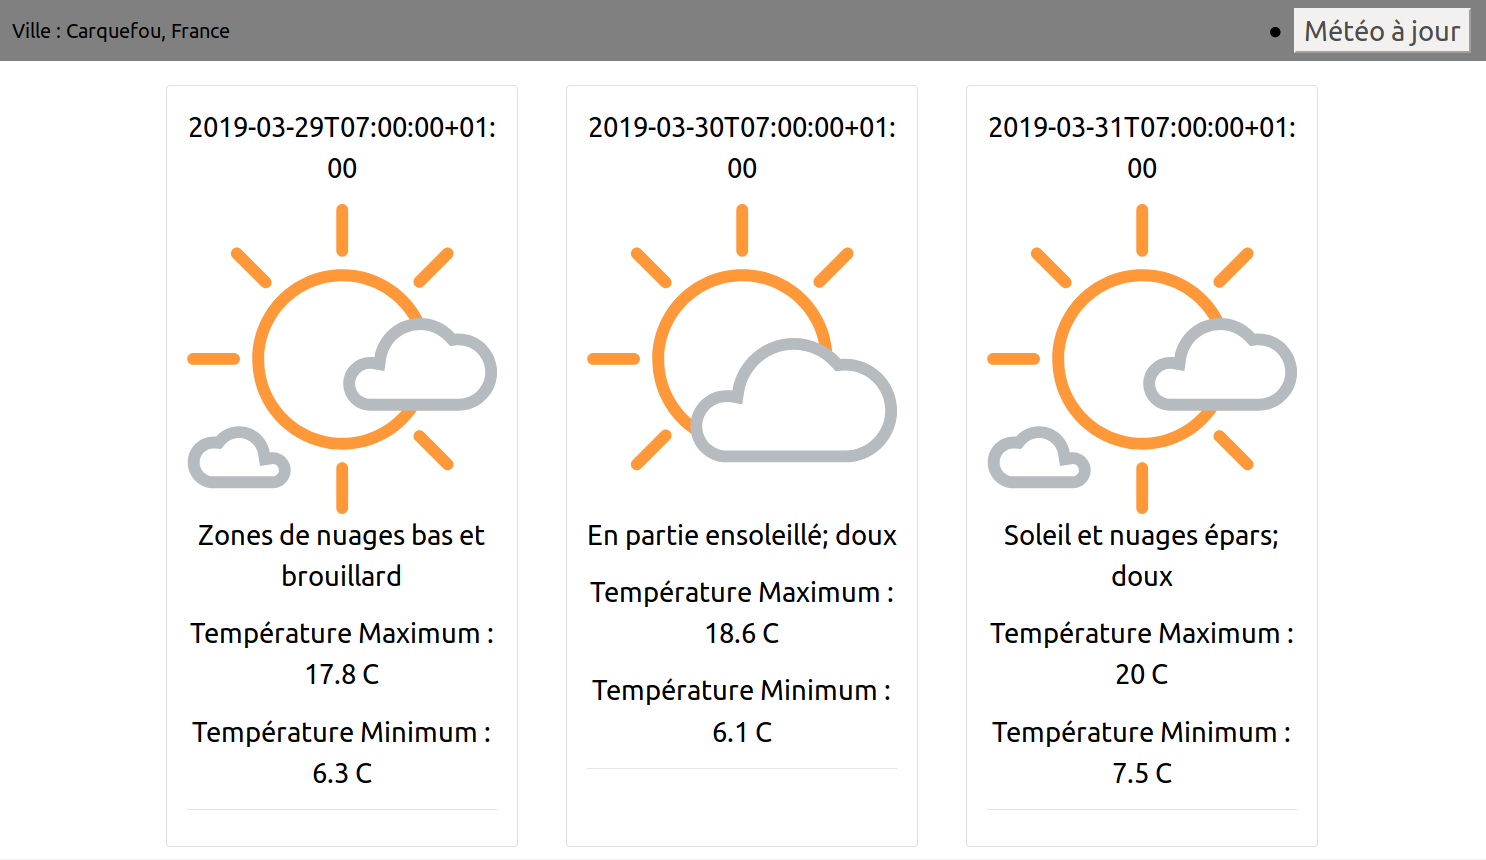 Ville : Carquefou, France
Météo à jour
2019-03-29T07:00:00+01:
00
Zones de nuages bas et
brouillard
Température Maximum :
17.8 C
Température Minimum :
6.3 C
2019-03-30T07:00:00+01:
00
En partie ensoleillé; doux
Température Maximum :
18.6 C
Température Minimum :
6.1 C
2019-03-31T07:00:00+01:
00
Soleil et nuages épars;
doux
Température Maximum :
20 C
Température Minimum :
7.5 C